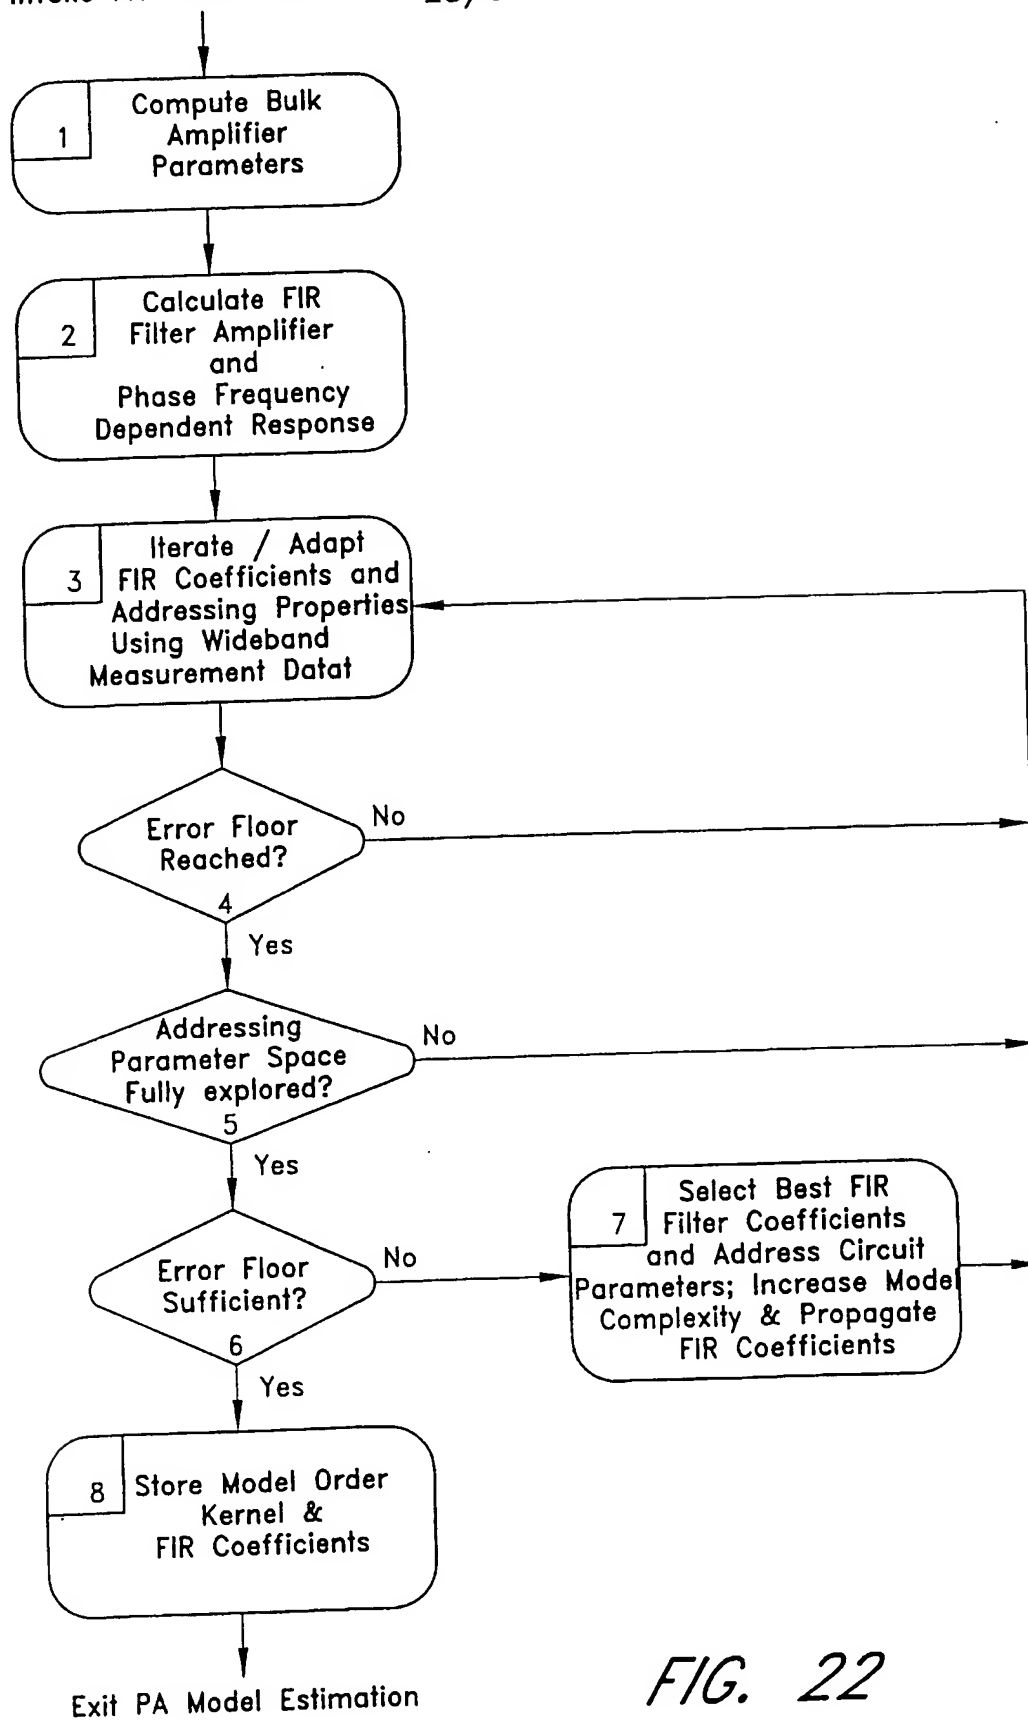 1
Compute Bulk
Amplifier
Parameters
2
Calculate FIR
Filter Amplifier
and
Phase Frequency
Dependent Response
3
Iterate / Adapt
FIR Coefficients and
Addressing Properties
Using Wideband
Measurement Datat
Error Floor
Reached?
4
No
Yes
Addressing
Parameter Space
Fully explored?
5
No
Yes
Error Floor
Sufficient?
6
No
Yes
7
Select Best FIR
Filter Coefficients
and Address Circuit
Parameters; Increase Model
Complexity & Propagate
FIR Coefficients
8
Store Model Order
Kernel &
FIR Coefficients
Exit PA Model Estimation
FIG. 22